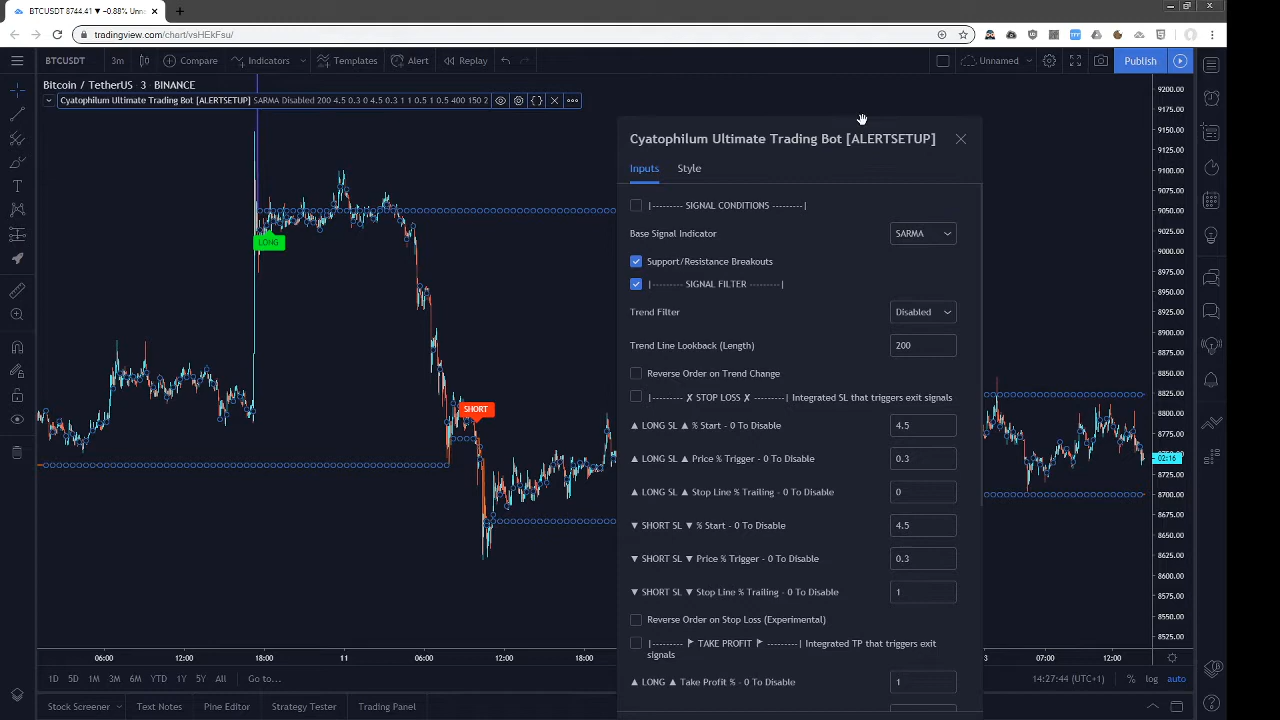 BTCUSDT 8744.41 ▼ −0.88% Unn
tradingview.com/chart/vsHEkFsu/
BTCUSDT 3m Compare Indicators Templates Alert Replay Unnamed Publish
Bitcoin / TetherUS 3 BINANCE
Cyatophilum Ultimate Trading Bot [ALERTSETUP] SARMA Disabled 200 4.5 0.3 0 4.5 0.3 1 1 0.5 1 0.5 400 150 2
Cyatophilum Ultimate Trading Bot [ALERTSETUP]
Inputs Style
|--------- SIGNAL CONDITIONS ---------|
Base Signal Indicator SARMA
Support/Resistance Breakouts
|--------- SIGNAL FILTER ---------|
Trend Filter Disabled
Trend Line Lookback (Length) 200
Reverse Order on Trend Change
|--------- ✗ STOP LOSS ✗ ---------| Integrated SL that triggers exit signals
▲ LONG SL ▲ % Start - 0 To Disable 4.5
▲ LONG SL ▲ Price % Trigger - 0 To Disable 0.3
▲ LONG SL ▲ Stop Line % Trailing - 0 To Disable 0
▼ SHORT SL ▼ % Start - 0 To Disable 4.5
▼ SHORT SL ▼ Price % Trigger - 0 To Disable 0.3
▼ SHORT SL ▼ Stop Line % Trailing - 0 To Disable 1
Reverse Order on Stop Loss (Experimental)
|--------- ⚑ TAKE PROFIT ⚑ ---------| Integrated TP that triggers exit
signals
▲ LONG ▲ Take Profit % - 0 To Disable 1
LONG
SHORT
9200.00
9175.00
9150.00
9125.00
9100.00
9075.00
9050.00
9025.00
9000.00
8975.00
8950.00
8925.00
8900.00
8875.00
8850.00
8825.00
8800.00
8775.00
02:16
8725.00
8700.00
8675.00
8650.00
8625.00
8600.00
8575.00
8550.00
8525.00
06:00 12:00 18:00 11 06:00 12:00 18:00 3 07:00 12:00
1D 5D 1M 3M 6M YTD 1Y 5Y All Go to... 14:27:44 (UTC+1) % log auto
Stock Screener Text Notes Pine Editor Strategy Tester Trading Panel